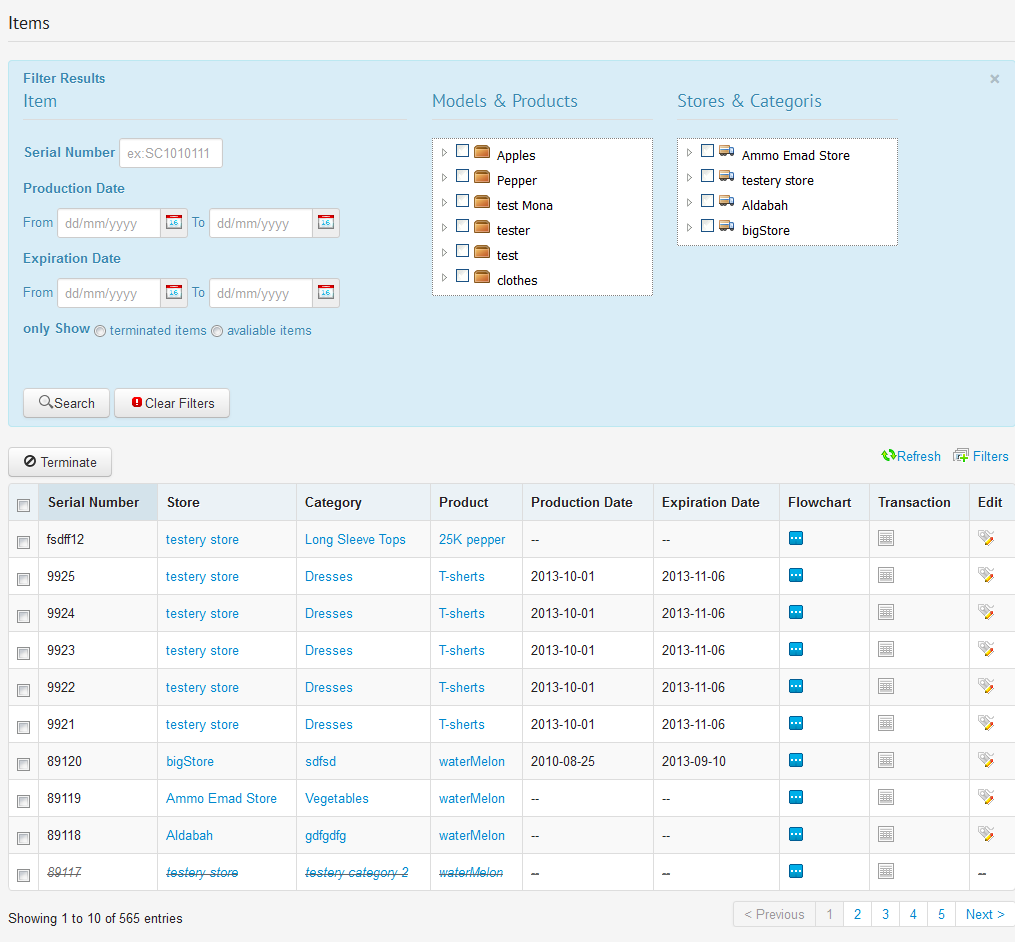 Items
Filter Results
×
Item
Models & Products
Stores & Categoris
Serial Number ex:SC1010111
Production Date
From dd/mm/yyyy 16 To dd/mm/yyyy 16
Expiration Date
From dd/mm/yyyy 16 To dd/mm/yyyy 16
only Show terminated items avaliable items
Apples
Pepper
test Mona
tester
test
clothes
Ammo Emad Store
testery store
Aldabah
bigStore
Search Clear Filters
Terminate
Refresh Filters
Serial Number Store Category Product Production Date Expiration Date Flowchart Transaction Edit
fsdff12 testery store Long Sleeve Tops 25K pepper -- --
9925 testery store Dresses T-sherts 2013-10-01 2013-11-06
9924 testery store Dresses T-sherts 2013-10-01 2013-11-06
9923 testery store Dresses T-sherts 2013-10-01 2013-11-06
9922 testery store Dresses T-sherts 2013-10-01 2013-11-06
9921 testery store Dresses T-sherts 2013-10-01 2013-11-06
89120 bigStore sdfsd waterMelon 2010-08-25 2013-09-10
89119 Ammo Emad Store Vegetables waterMelon -- --
89118 Aldabah gdfgdfg waterMelon -- --
89117 testery store testery category 2 waterMelon -- -- --
Showing 1 to 10 of 565 entries
< Previous 1 2 3 4 5 Next >